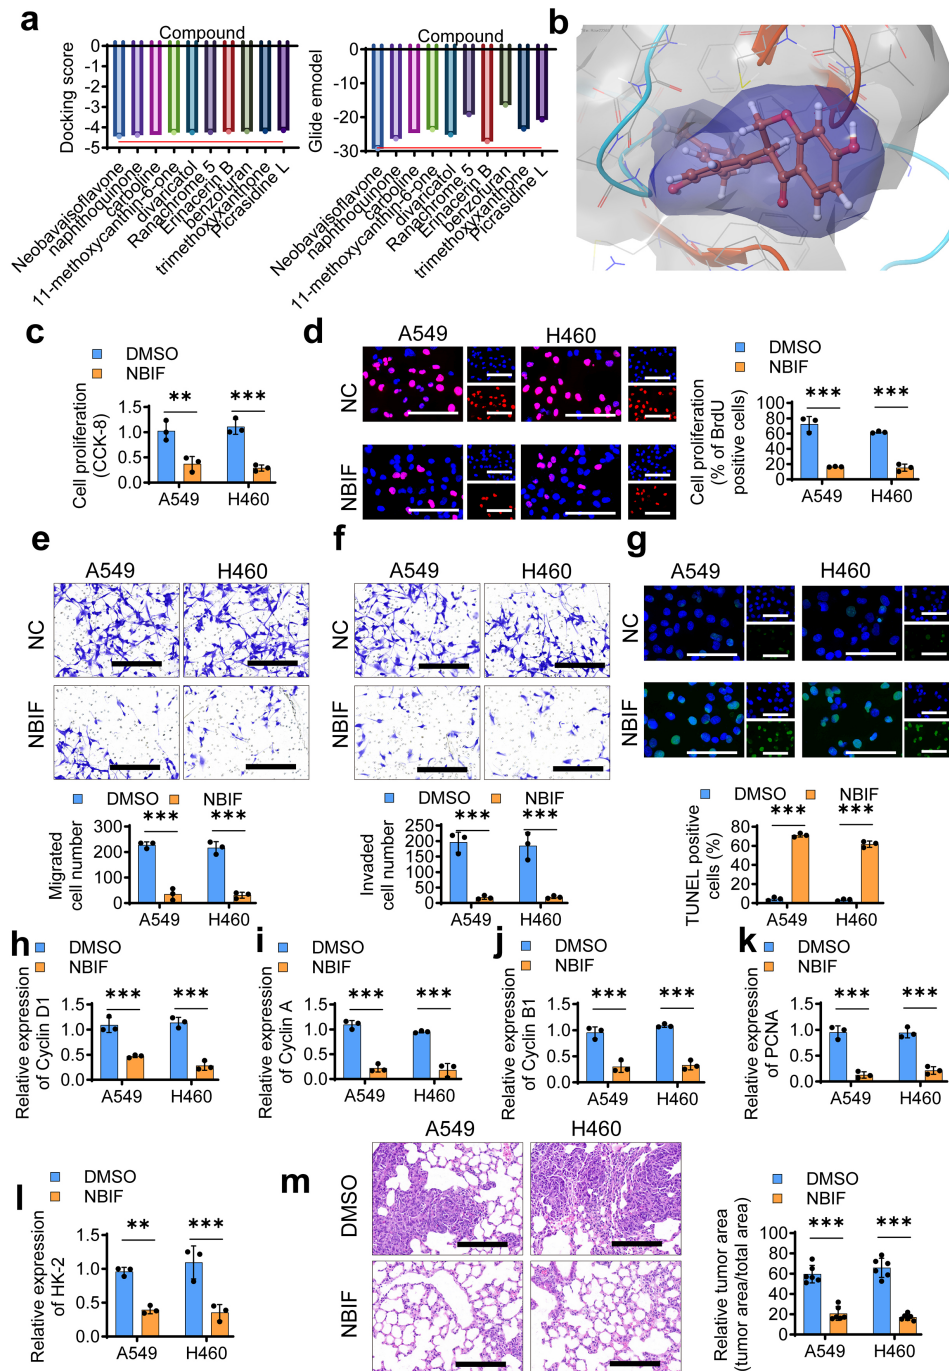 a
Compound
Docking score
0
-1
-2
-3
-4
-5
Neobavaisoflavone
naphthoquinone
carboline
11-methoxycanthin-6-one
divaricatol
Ranachrome 5
Erinacerin B
benzofuran
trimethoxyxanthone
Picrasidine L
Compound
Glide emodel
0
-10
-20
-30
Neobavaisoflavone
naphthoquinone
carboline
11-methoxycanthin-6-one
divaricatol
Ranachrome 5
Erinacerin B
benzofuran
trimethoxyxanthone
Picrasidine L
b
c
DMSO
NBIF
Cell proliferation
(CCK-8)
1.5
1.0
0.5
0.0
** ***
A549 H460
d
A549 H460
NC
NBIF
DMSO
NBIF
Cell proliferation
(% of BrdU
positive cells)
100
80
60
40
20
0
*** ***
A549 H460
e
A549 H460
NC
NBIF
DMSO NBIF
Migrated
cell number
300
200
100
0
*** ***
A549 H460
f
A549 H460
NC
NBIF
DMSO NBIF
Invaded
cell number
250
200
150
100
50
0
*** ***
A549 H460
g
A549 H460
NC
NBIF
DMSO NBIF
TUNEL positive
cells (%)
80
60
40
20
0
*** ***
A549 H460
h
DMSO
NBIF
Relative expression
of Cyclin D1
1.5
1.0
0.5
0.0
*** ***
A549 H460
i
DMSO
NBIF
Relative expression
of Cyclin A
1.5
1.0
0.5
0.0
*** ***
A549 H460
j
DMSO
NBIF
Relative expression
of Cyclin B1
1.5
1.0
0.5
0.0
*** ***
A549 H460
k
DMSO
NBIF
Relative expression
of PCNA
1.5
1.0
0.5
0.0
*** ***
A549 H460
l
DMSO
NBIF
Relative expression
of HK-2
1.5
1.0
0.5
0.0
** ***
A549 H460
m
A549 H460
DMSO
NBIF
DMSO
NBIF
Relative tumor area
(tumor area/total area)
100
80
60
40
20
0
*** ***
A549 H460